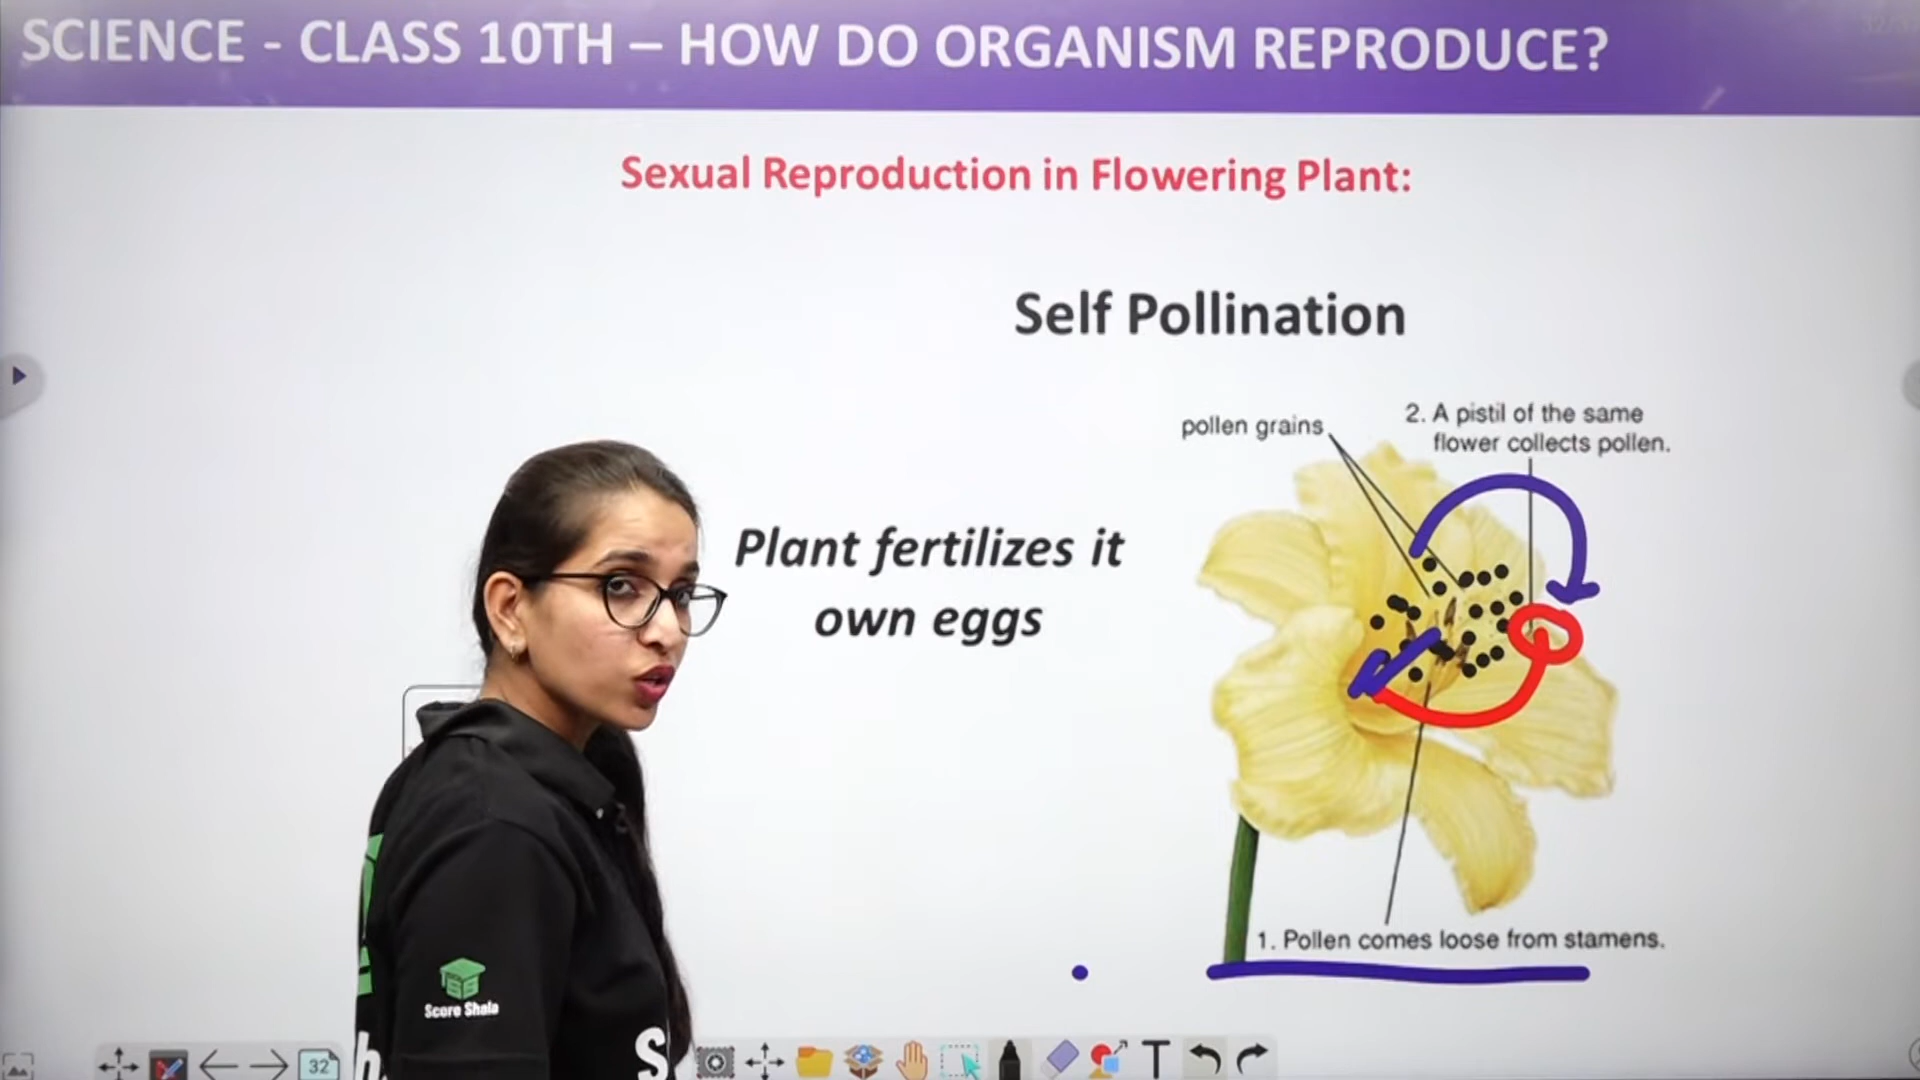 SCIENCE - CLASS 10TH – HOW DO ORGANISM REPRODUCE?
Sexual Reproduction in Flowering Plant:
Self Pollination
pollen grains
2. A pistil of the same
flower collects pollen.
Plant fertilizes it
own eggs
1. Pollen comes loose from stamens.
Score Shala
32
h
S
T